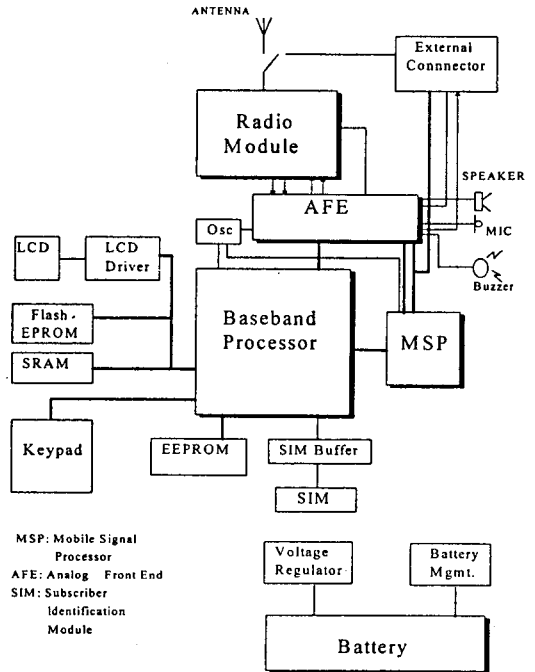 ANTENNA
External
Connnector
Radio
Module
SPEAKER
AFE
MIC
Osc
LCD
LCD
Driver
Buzzer
Flash-
EPROM
Baseband
Processor
MSP
SRAM
Keypad
EEPROM
SIM Buffer
SIM
MSP: Mobile Signal
Processor
AFE: Analog Front End
SIM: Subscriber
Identification
Module
Voltage
Regulator
Battery
Mgmt.
Battery